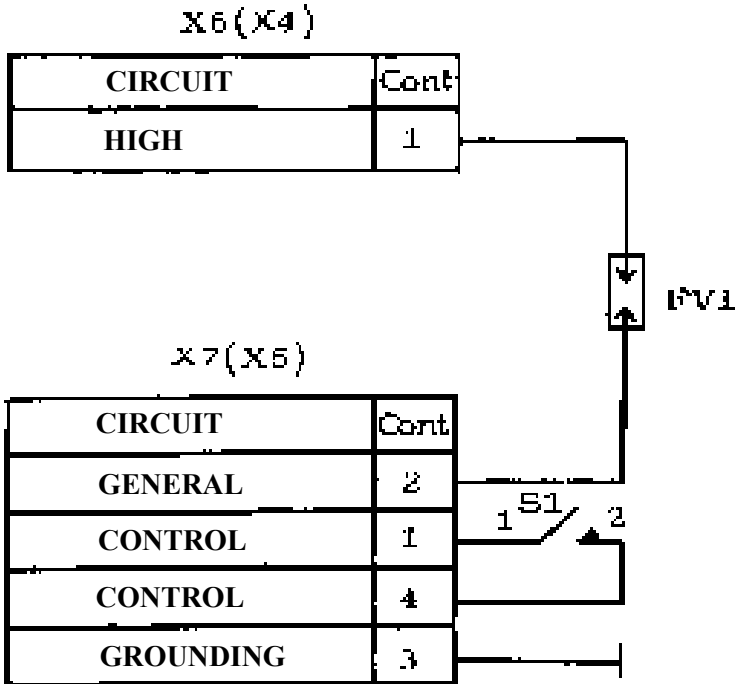 X6(X4)
CIRCUIT Cont
HIGH 1
FV1
X7(X5)
CIRCUIT Cont
GENERAL 2
CONTROL 1
1 S1 2
CONTROL 4
GROUNDING 3